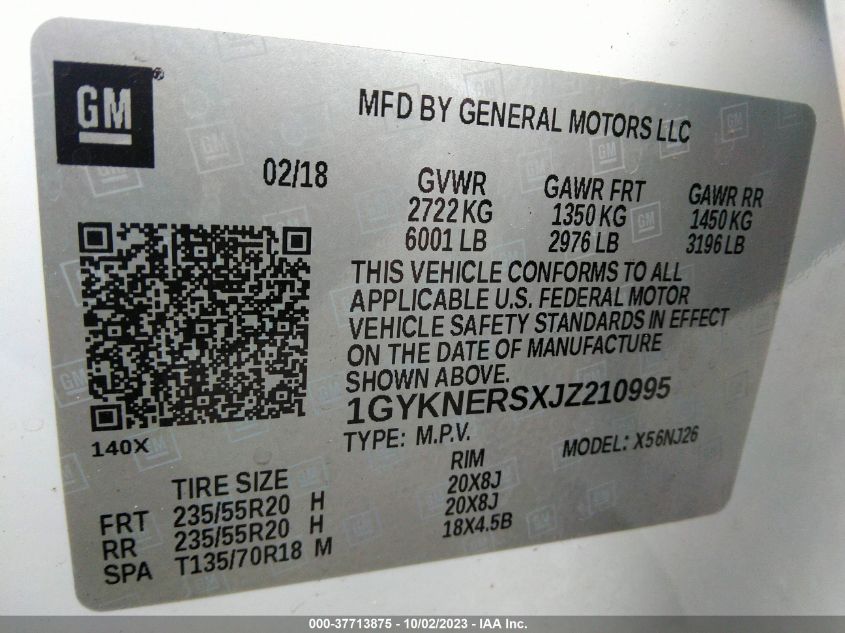 GM ®
MFD BY GENERAL MOTORS LLC
02/18
GVWR GAWR FRT GAWR RR
2722 KG 1350 KG 1450 KG
6001 LB 2976 LB 3196 LB
THIS VEHICLE CONFORMS TO ALL
APPLICABLE U.S. FEDERAL MOTOR
VEHICLE SAFETY STANDARDS IN EFFECT
ON THE DATE OF MANUFACTURE
SHOWN ABOVE.
1GYKNERSXJZ210995
140X
TYPE: M.P.V. MODEL: X56NJ26
TIRE SIZE RIM
FRT 235/55R20 H 20X8J
RR 235/55R20 H 20X8J
SPA T135/70R18 M 18X4.5B
000-37713875 - 10/02/2023 - IAA Inc.